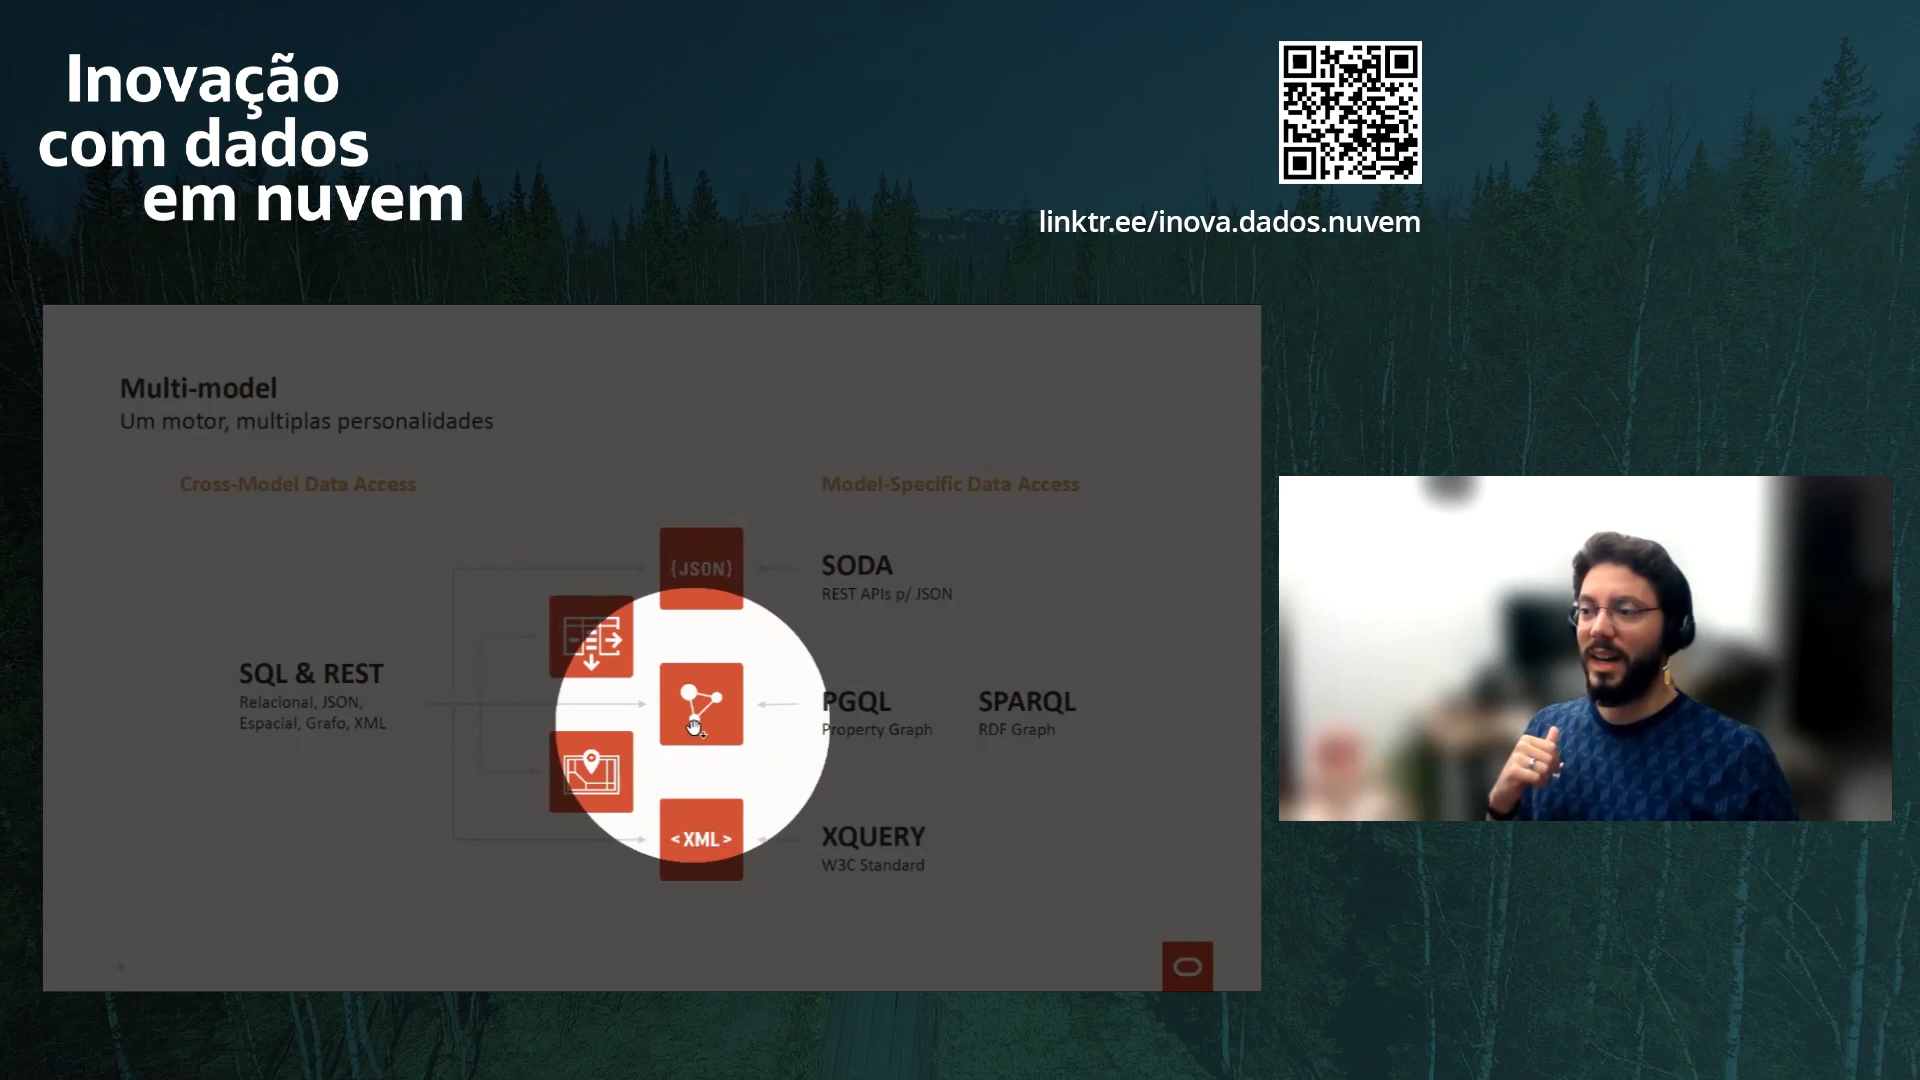 Inovação
com dados
em nuvem
linktr.ee/inova.dados.nuvem
Multi-model
Um motor, multiplas personalidades
Cross-Model Data Access
Model-Specific Data Access
{JSON}
SODA
REST APIs p/ JSON
SQL & REST
Relacional, JSON,
Espacial, Grafo, XML
PGQL
Property Graph
SPARQL
RDF Graph
<XML>
XQUERY
W3C Standard